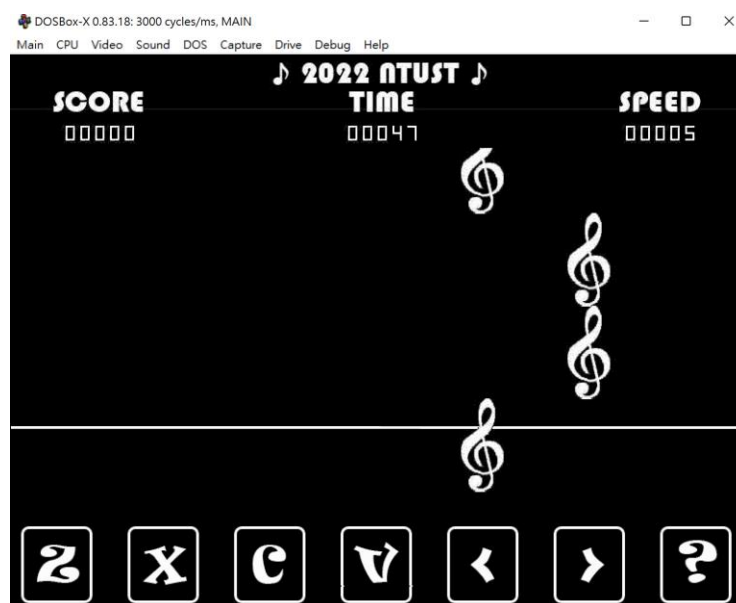 DOSBox-X 0.83.18: 3000 cycles/ms, MAIN
Main CPU Video Sound DOS Capture Drive Debug Help
♪ 2022 NTUST ♪
SCORE TIME SPEED
00000 00047 00005
Z X C V < > ?